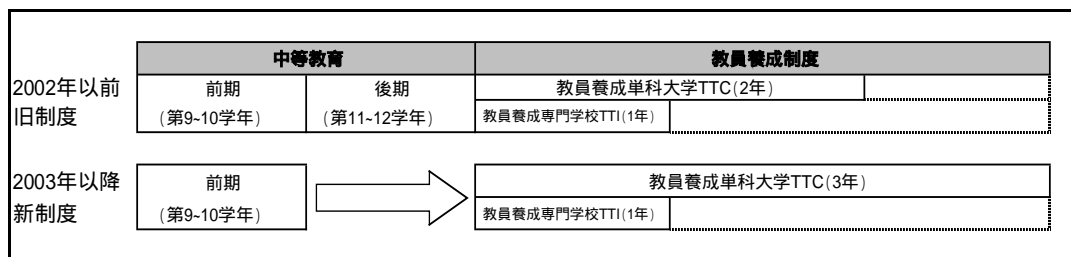 中等教育 教員養成制度
2002年以前 前期 後期 教員養成単科大学TTC(2年)
旧制度 (第9~10学年) (第11~12学年) 教員養成専門学校TTI(1年)
2003年以降 前期 教員養成単科大学TTC(3年)
新制度 (第9~10学年) 教員養成専門学校TTI(1年)